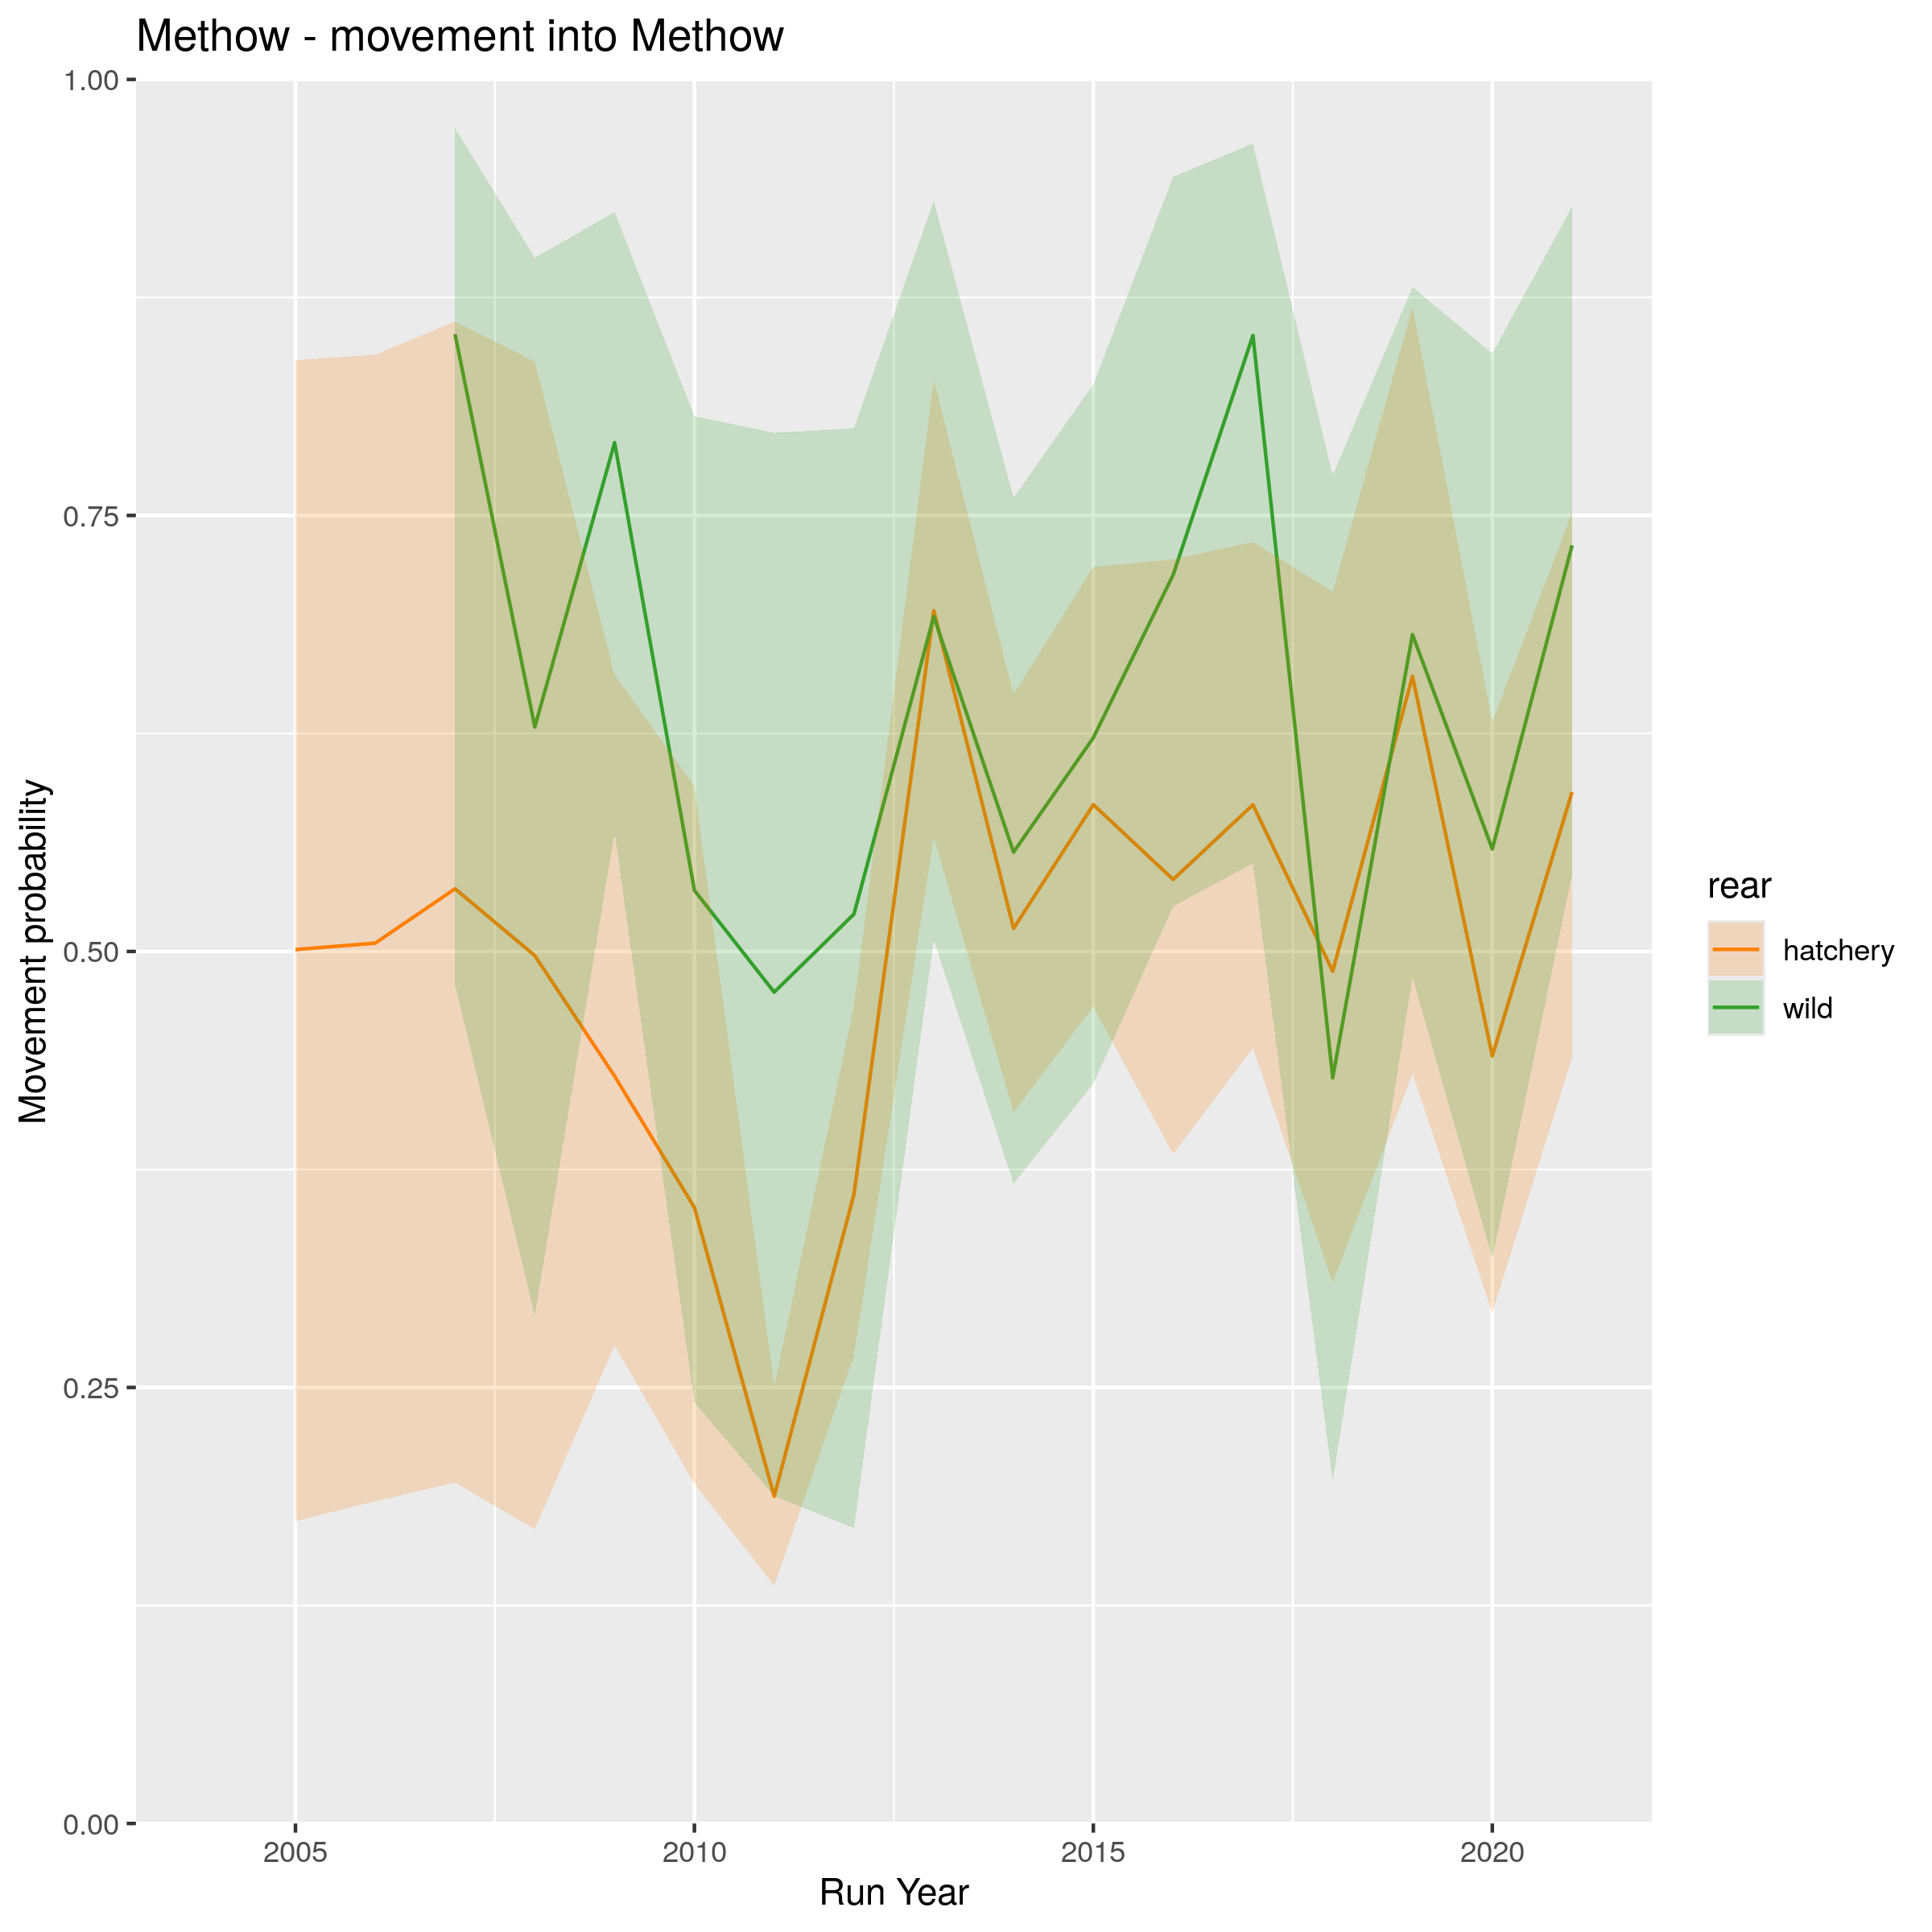 Methow - movement into Methow
1.00
0.75
0.50
0.25
0.00
Movement probability
2005
2010
2015
2020
Run Year
rear
hatchery
wild